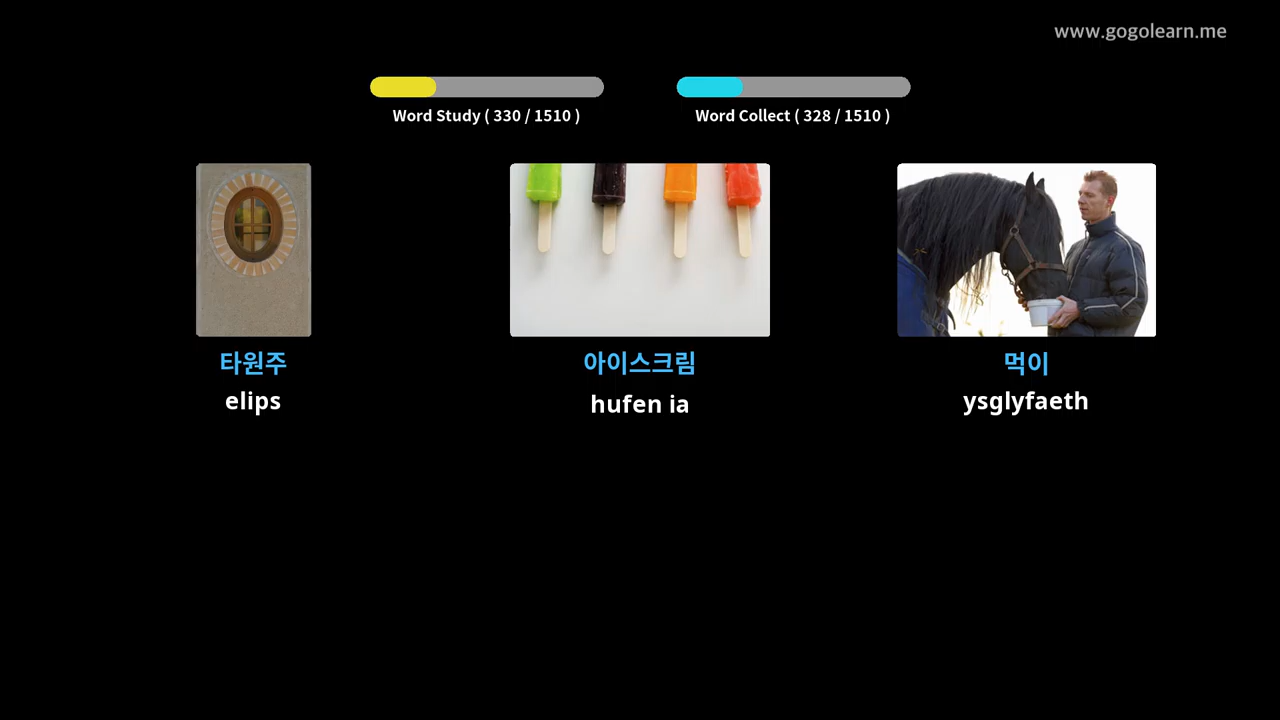 www.gogolearn.me
Word Study ( 330 / 1510 )
Word Collect ( 328 / 1510 )
타원주
elips
아이스크림
hufen ia
먹이
ysglyfaeth